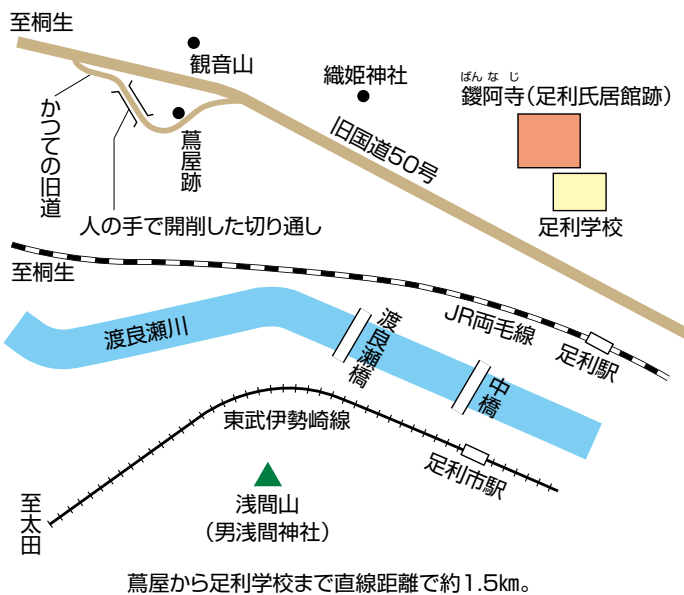 至桐生
観音山
織姫神社
ばんなじ
鑁阿寺（足利氏居館跡）
かつての旧道
蔦屋跡
旧国道50号
人の手で開削した切り通し
足利学校
至桐生
JR両毛線
足利駅
渡良瀬川
渡良瀬橋
中橋
東武伊勢崎線
足利市駅
至太田
浅間山
（男浅間神社）
蔦屋から足利学校まで直線距離で約1.5㎞。